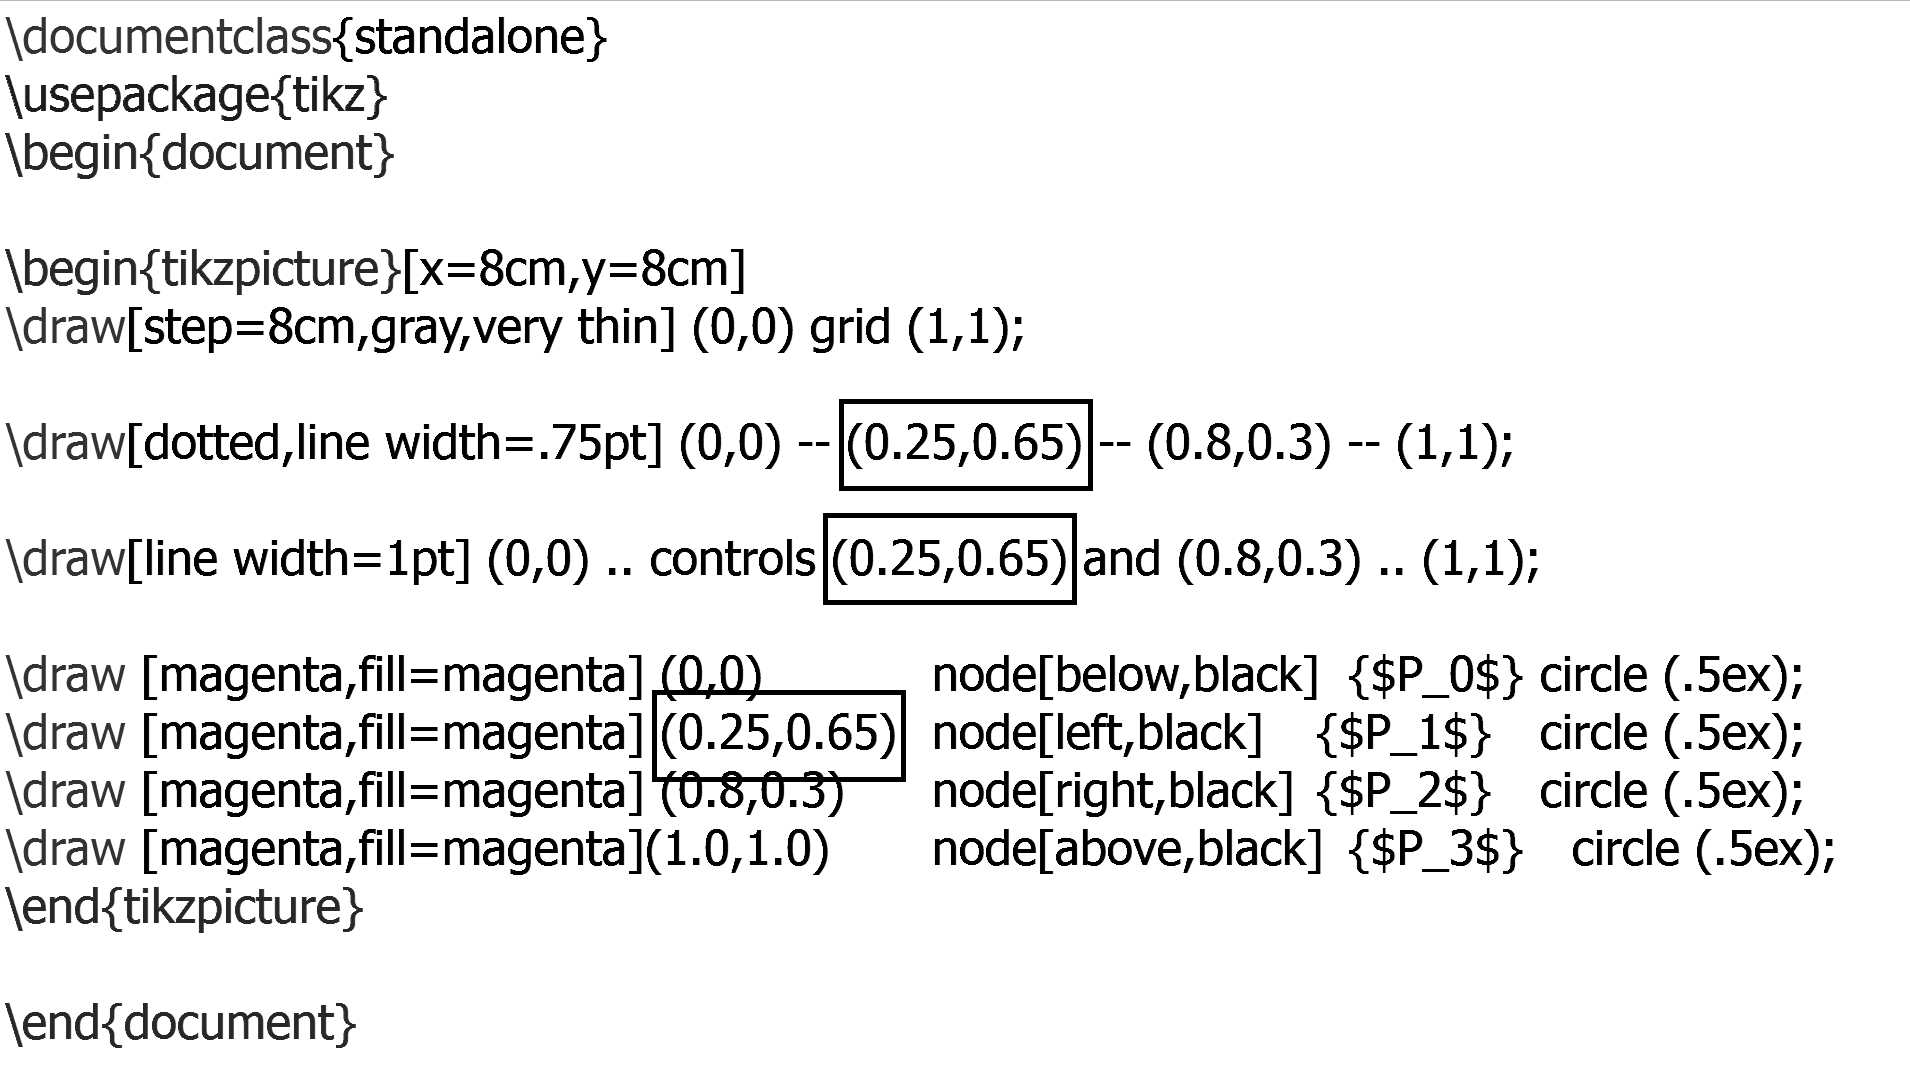 \documentclass{standalone}
\usepackage{tikz}
\begin{document}
\begin{tikzpicture}[x=8cm,y=8cm]
\draw[step=8cm,gray,very thin] (0,0) grid (1,1);
\draw[dotted,line width=.75pt] (0,0) -- (0.25,0.65) -- (0.8,0.3) -- (1,1);
\draw[line width=1pt] (0,0) .. controls (0.25,0.65) and (0.8,0.3) .. (1,1);
\draw [magenta,fill=magenta] (0,0) node[below,black] {$P_0$} circle (.5ex);
\draw [magenta,fill=magenta] (0.25,0.65) node[left,black] {$P_1$} circle (.5ex);
\draw [magenta,fill=magenta] (0.8,0.3) node[right,black] {$P_2$} circle (.5ex);
\draw [magenta,fill=magenta](1.0,1.0) node[above,black] {$P_3$} circle (.5ex);
\end{tikzpicture}
\end{document}